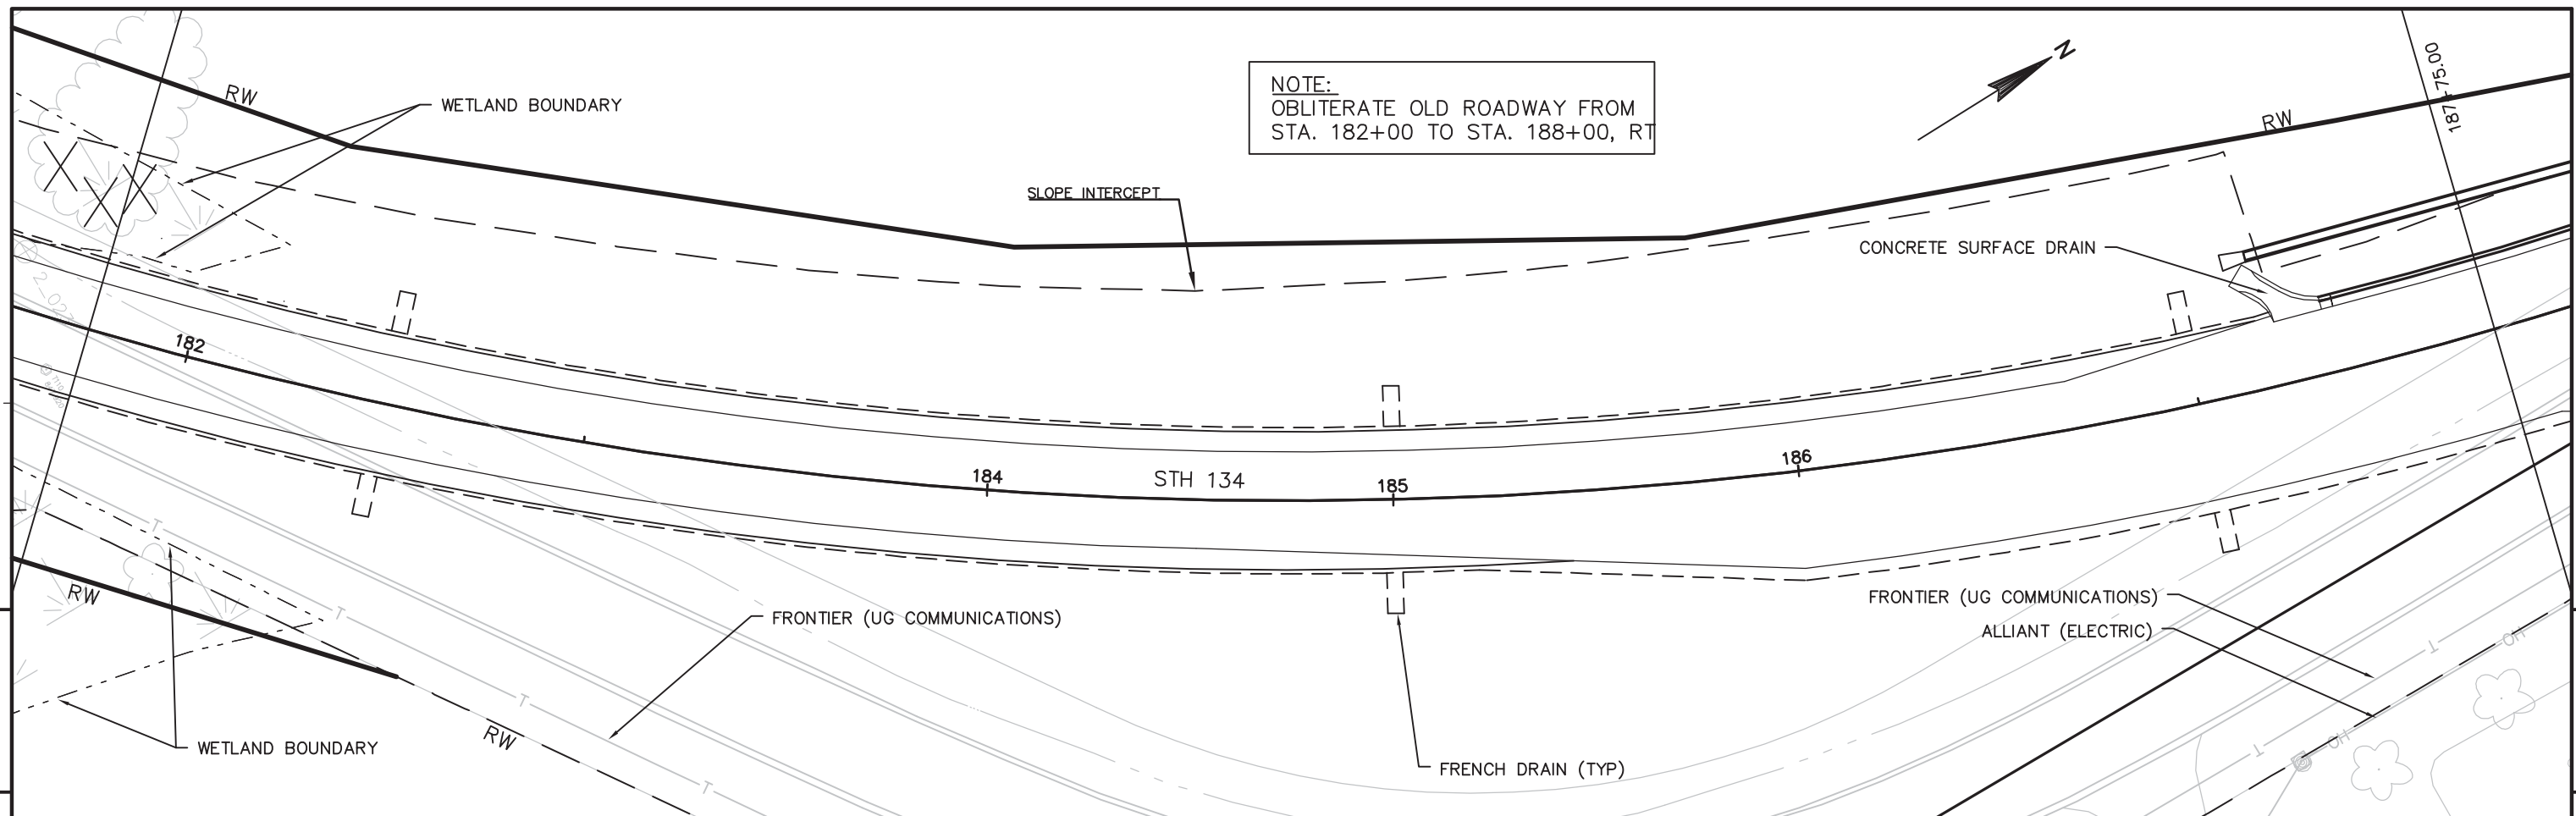 N
187+75.00
NOTE:
OBLITERATE OLD ROADWAY FROM
STA. 182+00 TO STA. 188+00, RT
RW
WETLAND BOUNDARY
RW
SLOPE INTERCEPT
CONCRETE SURFACE DRAIN
182
184
STH 134
185
186
T
RW
T
FRONTIER (UG COMMUNICATIONS)
FRONTIER (UG COMMUNICATIONS)
ALLIANT (ELECTRIC)
OH
T
T
RW
OH
T
WETLAND BOUNDARY
FRENCH DRAIN (TYP)
T